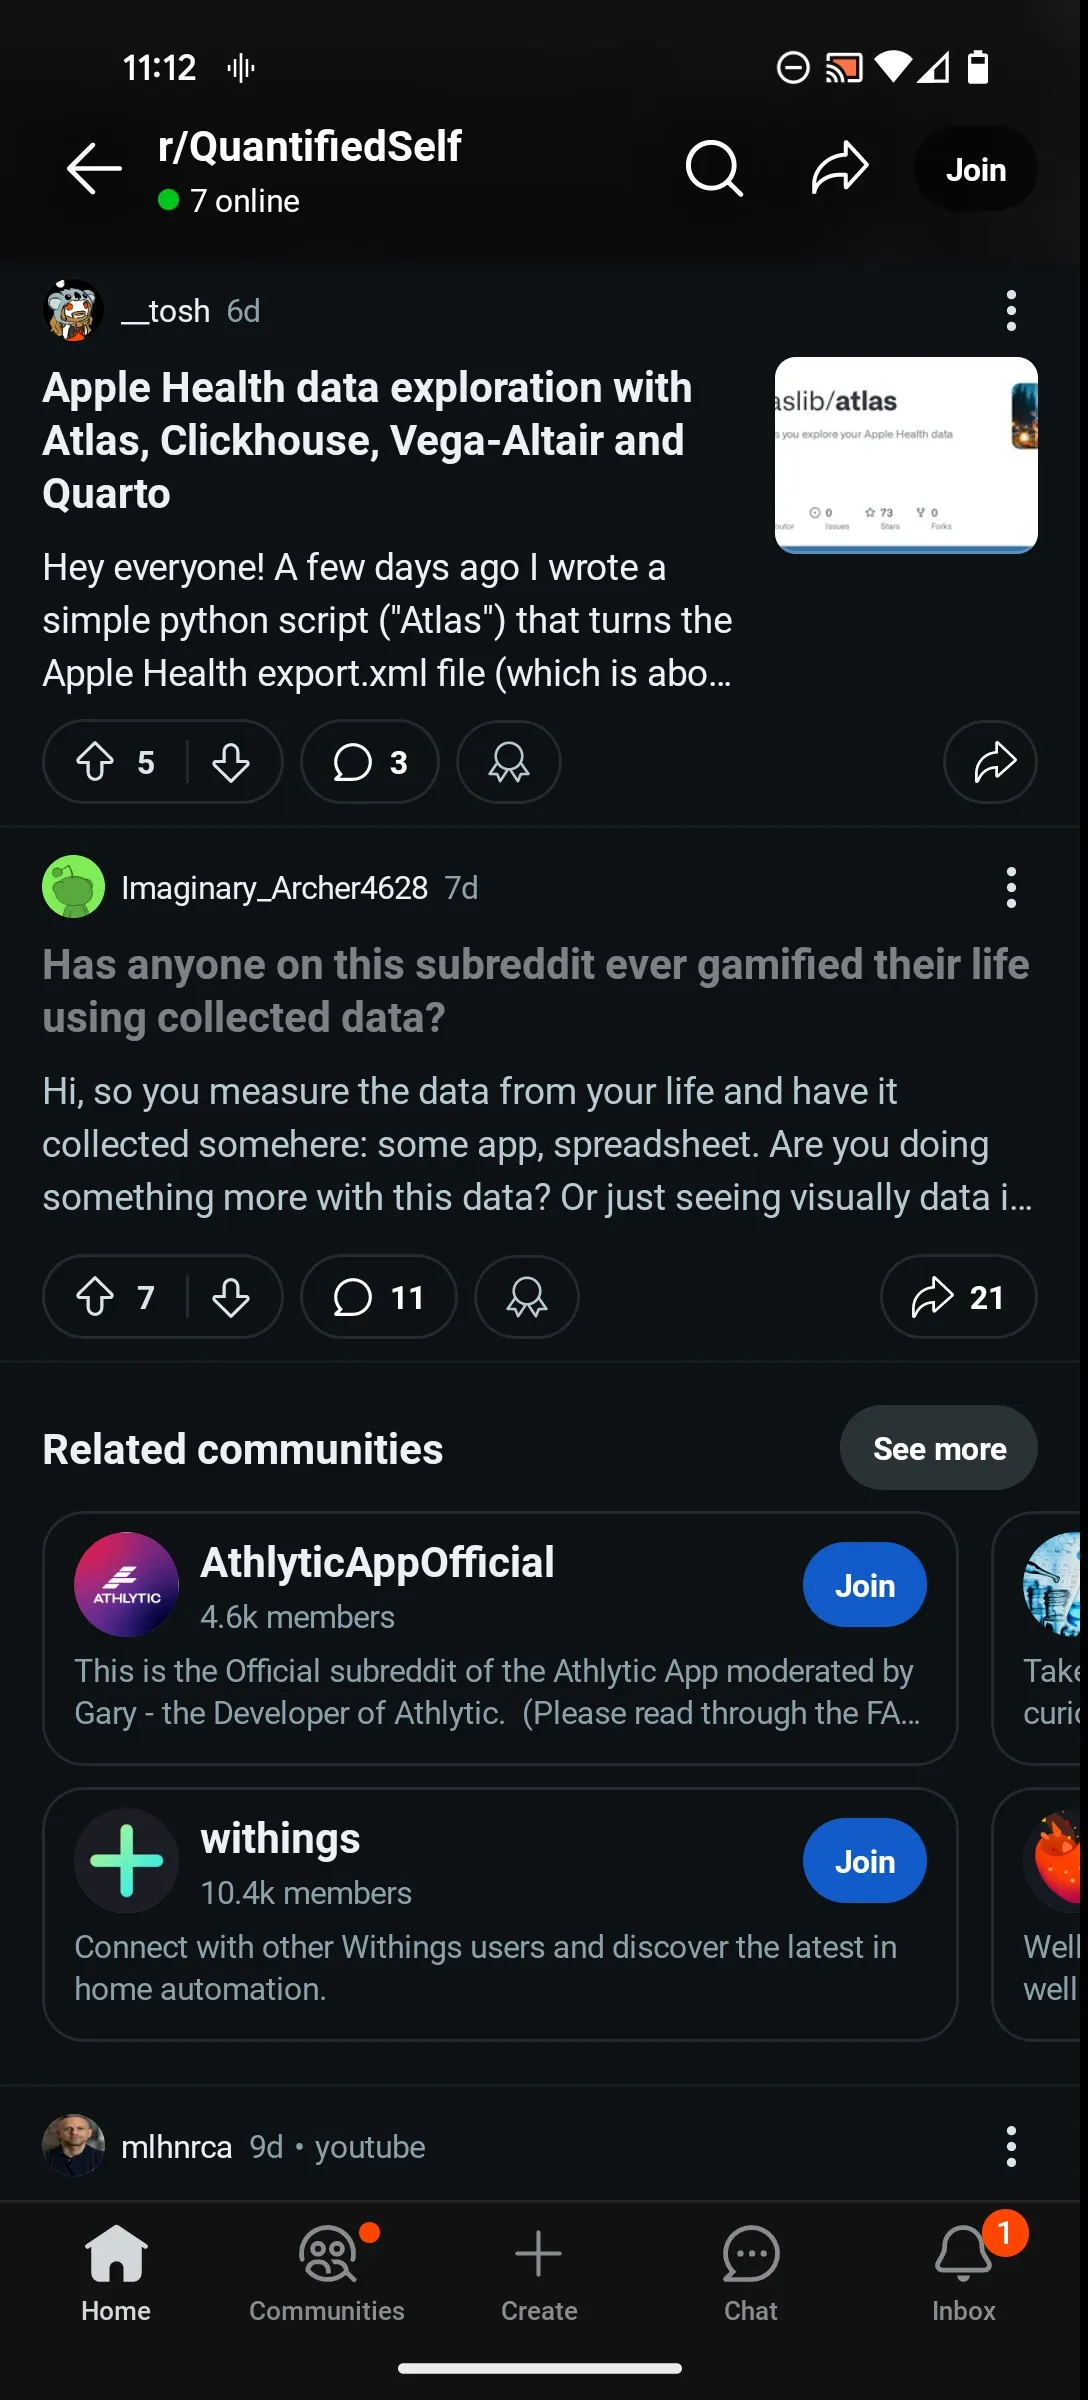 11:12
r/QuantifiedSelf
7 online
Join
__tosh 6d
Apple Health data exploration with
Atlas, Clickhouse, Vega-Altair and
Quarto
aslib/atlas
s you explore your Apple Health data
0
73
0
Issues
Stars
Forks
Hey everyone! A few days ago I wrote a
simple python script ("Atlas") that turns the
Apple Health export.xml file (which is abo...
5
3
Imaginary_Archer4628 7d
Has anyone on this subreddit ever gamified their life
using collected data?
Hi, so you measure the data from your life and have it
collected somehere: some app, spreadsheet. Are you doing
something more with this data? Or just seeing visually data i...
7
11
21
Related communities
See more
ATHLYTIC
AthlyticAppOfficial
4.6k members
Join
This is the Official subreddit of the Athlytic App moderated by
Gary - the Developer of Athlytic.  (Please read through the FA...
Take
curi
withings
10.4k members
Join
Connect with other Withings users and discover the latest in
home automation.
Well
well
mlhnrca 9d • youtube
Home
Communities
Create
Chat
1
Inbox